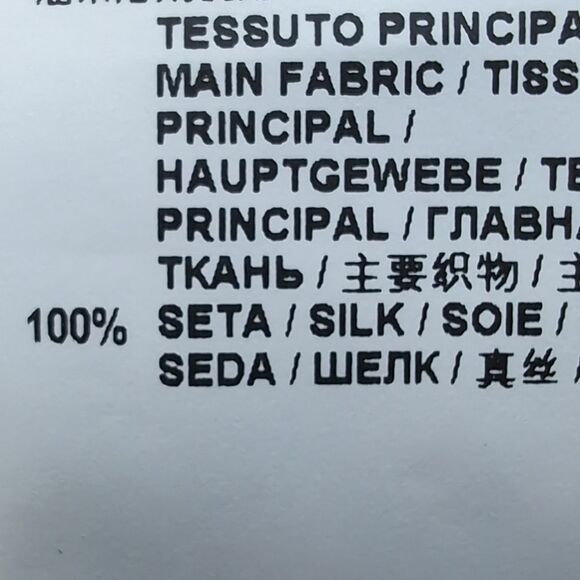 TESSUTO PRINCIPA
MAIN FABRIC / TISS
PRINCIPAL /
HAUPTGEWEBE / TE
PRINCIPAL / ГЛАВНА
ТКАНЬ / 主要织物 / 主
100% SETA / SILK / SOIE /
SEDA / ШЕЛК / 真丝 /